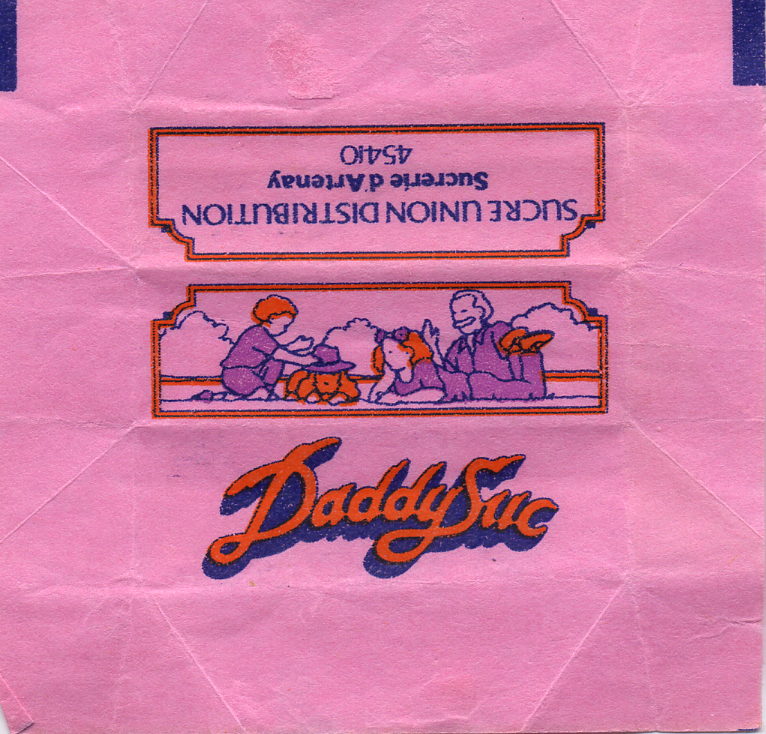 SUCRE UNION DISTRIBUTION
Sucrerie d'Artenay
45410
DaddySuc